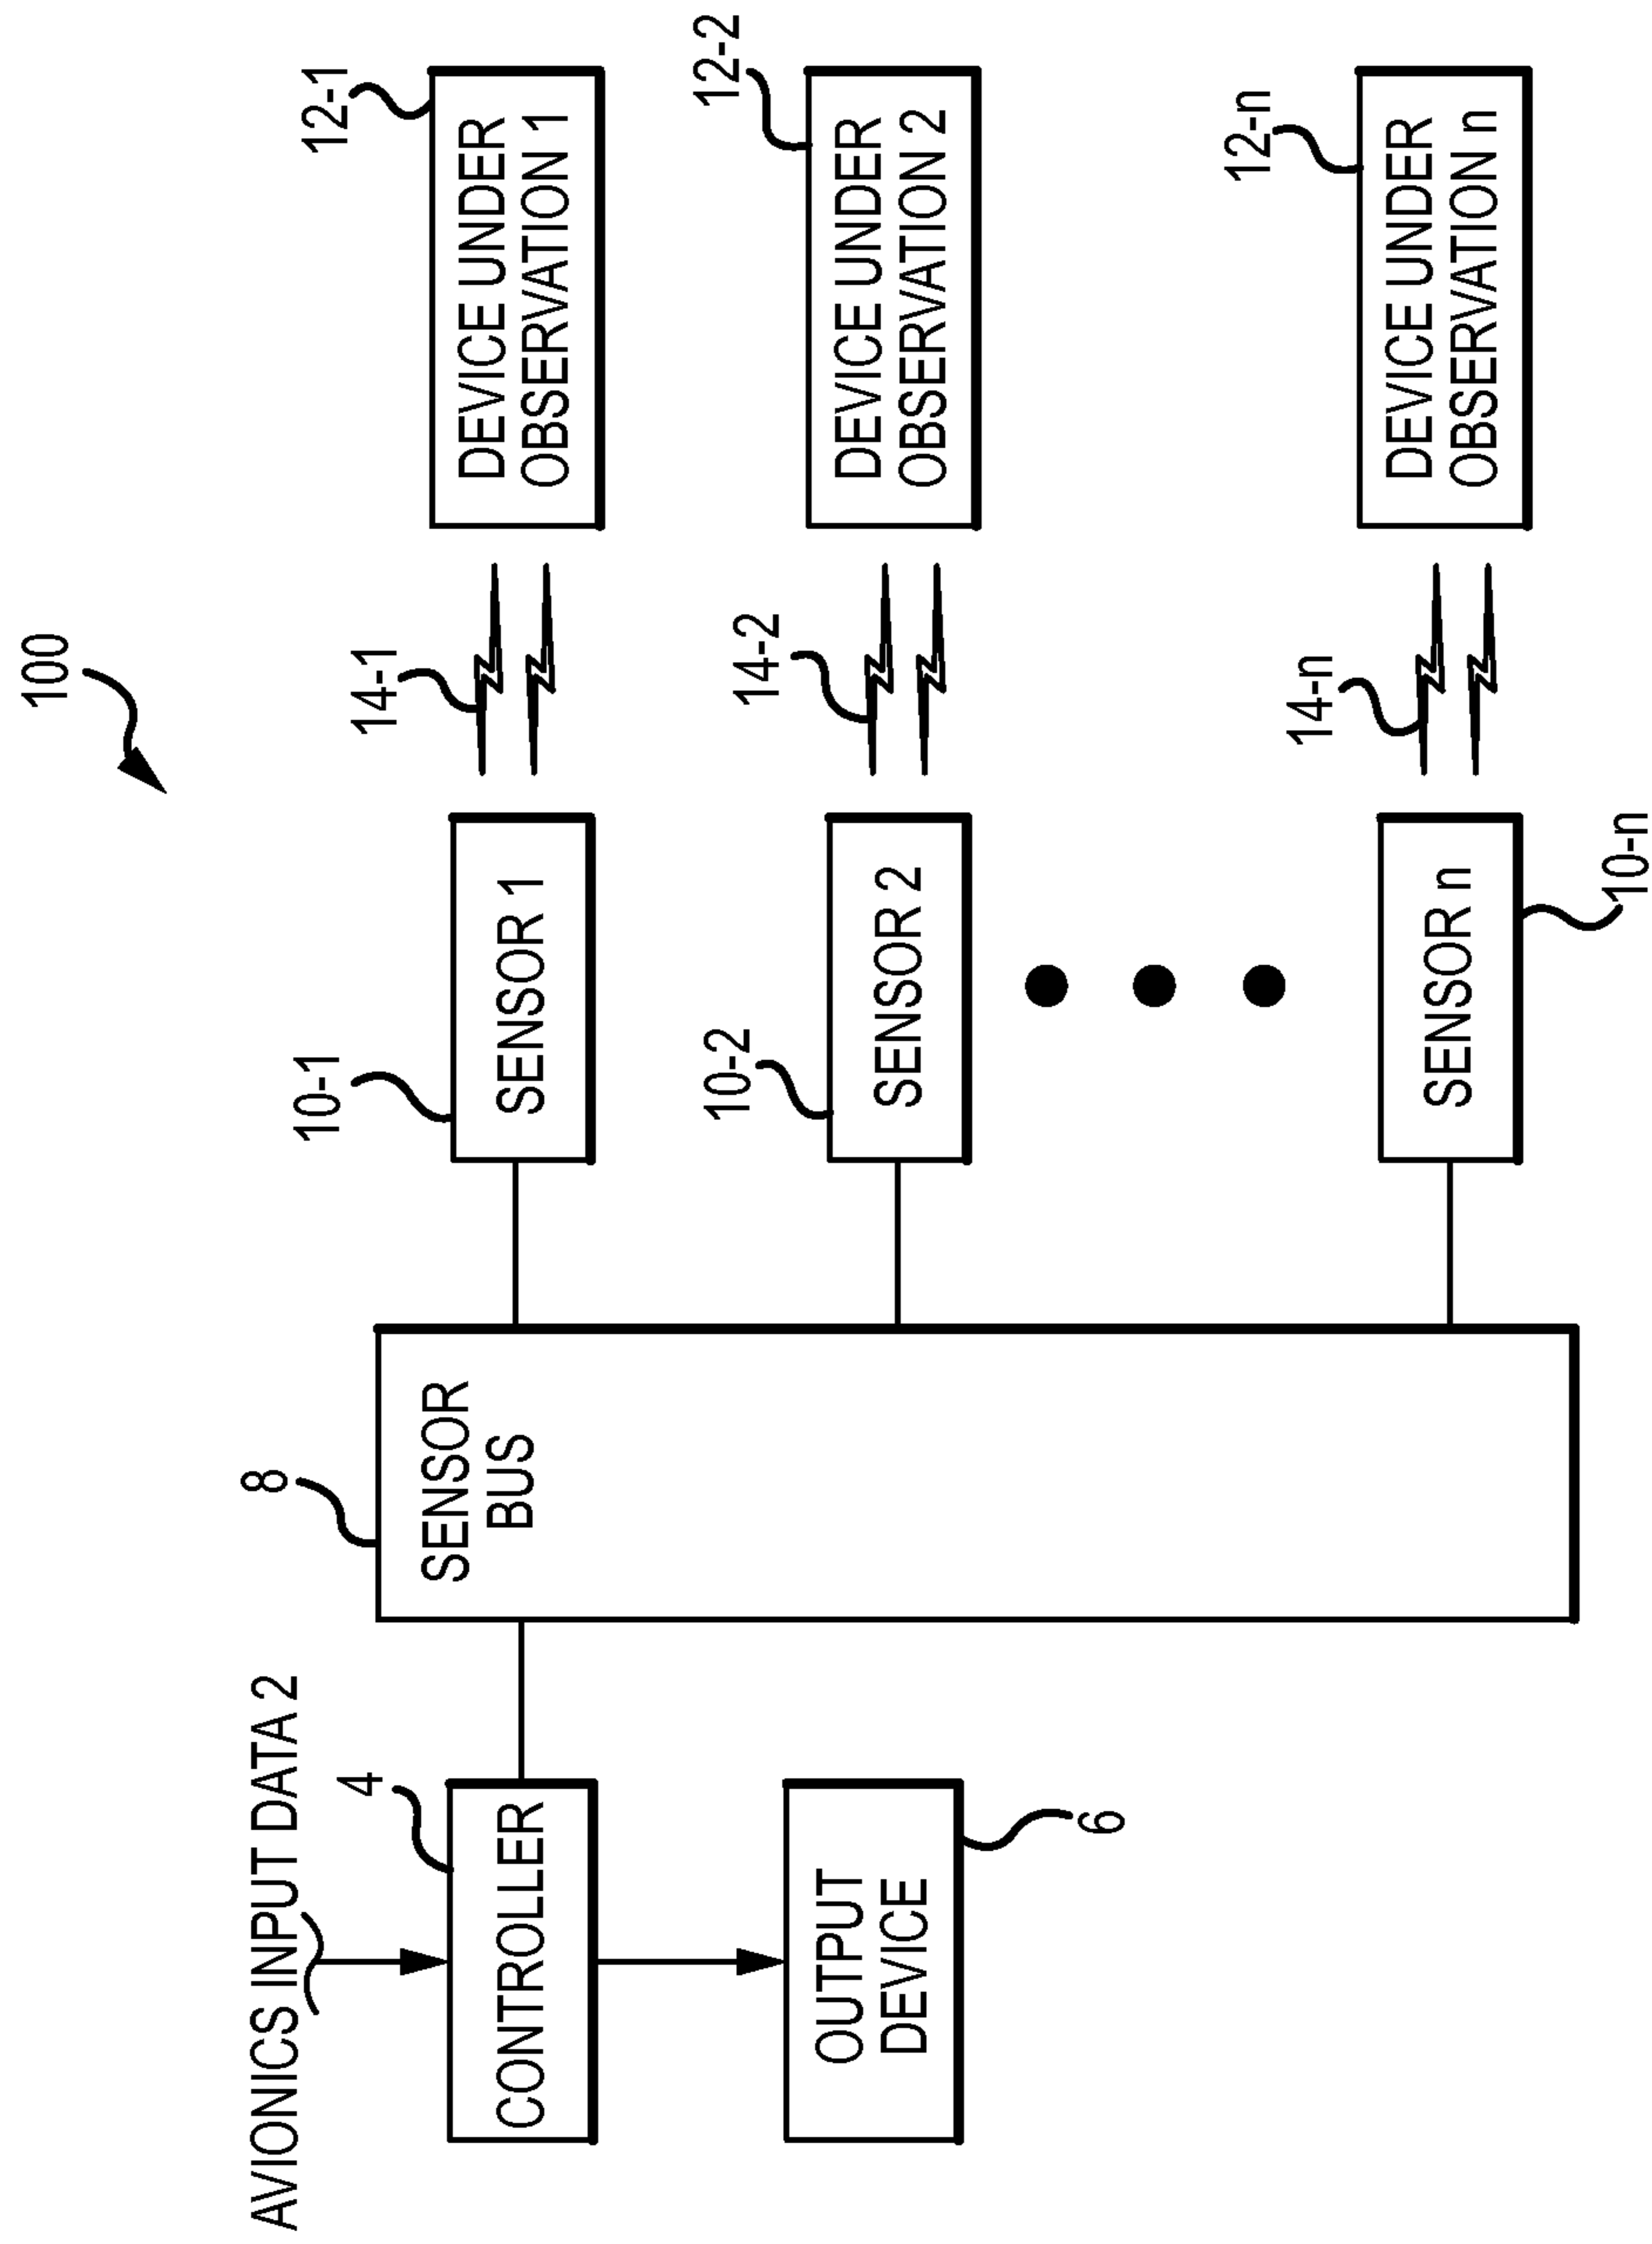 100
AVIONICS INPUT DATA 2
4
CONTROLLER
OUTPUT
DEVICE
6
8
SENSOR
BUS
10-1
SENSOR 1
14-1
12-1
DEVICE UNDER
OBSERVATION 1
10-2
SENSOR 2
14-2
12-2
DEVICE UNDER
OBSERVATION 2
SENSOR n
10-n
14-n
12-n
DEVICE UNDER
OBSERVATION n